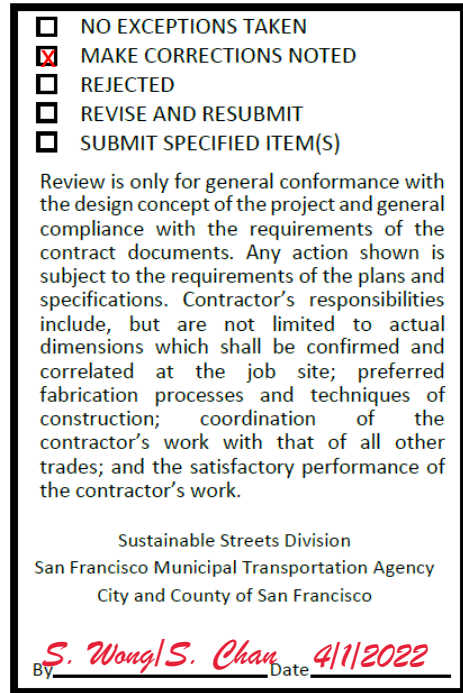 NO EXCEPTIONS TAKEN
X MAKE CORRECTIONS NOTED
REJECTED
REVISE AND RESUBMIT
SUBMIT SPECIFIED ITEM(S)
Review is only for general conformance with
the design concept of the project and general
compliance with the requirements of the
contract documents. Any action shown is
subject to the requirements of the plans and
specifications. Contractor’s responsibilities
include, but are not limited to actual
dimensions which shall be confirmed and
correlated at the job site; preferred
fabrication processes and techniques of
construction; coordination of the
contractor’s work with that of all other
trades; and the satisfactory performance of
the contractor’s work.
Sustainable Streets Division
San Francisco Municipal Transportation Agency
City and County of San Francisco
By S. Wong/S. Chan Date 4/1/2022